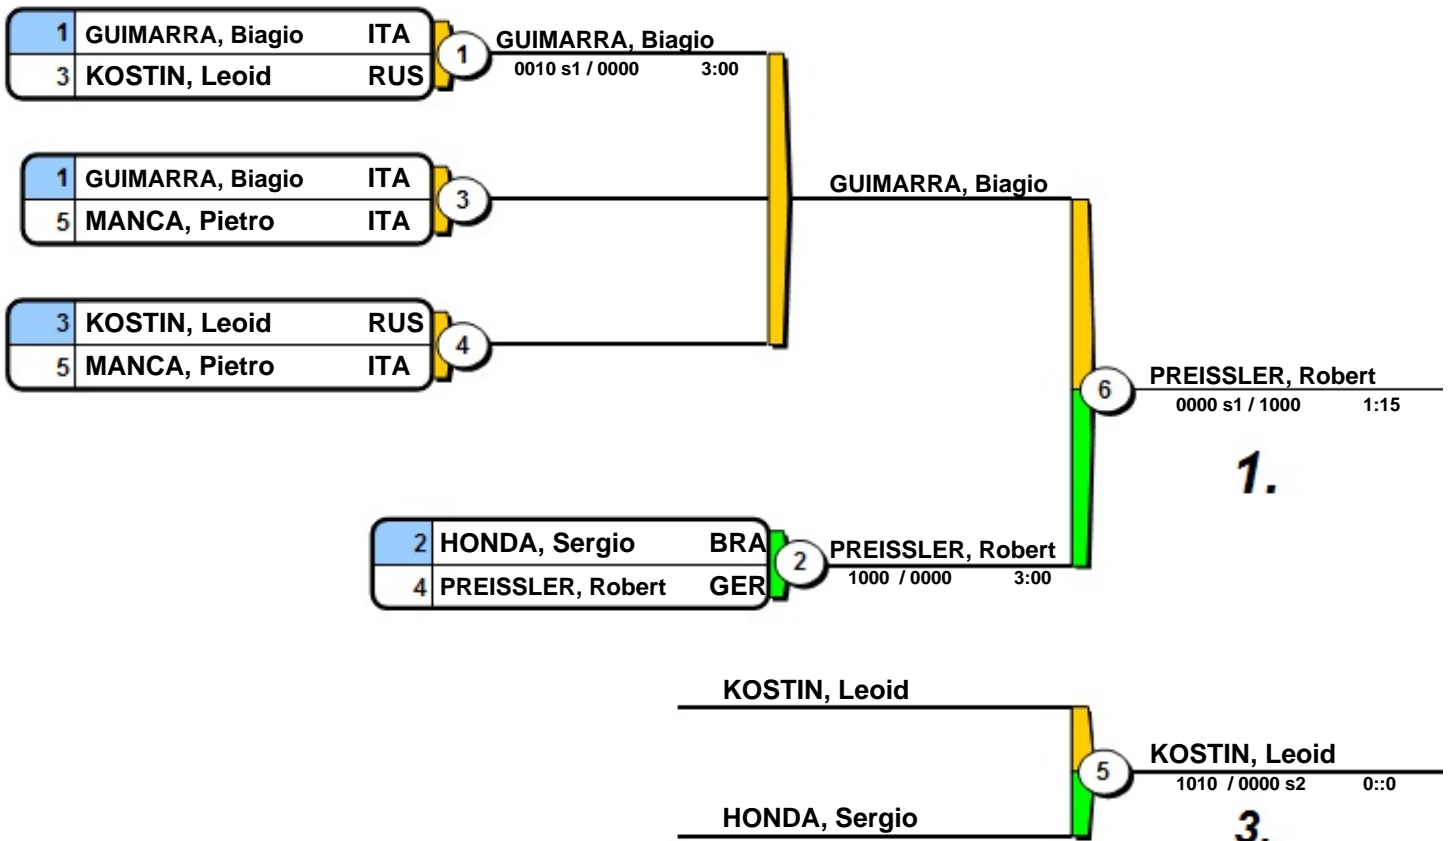 1 GUIMARRA, Biagio ITA
3 KOSTIN, Leoid RUS
1
GUIMARRA, Biagio
0010 s1 / 0000 3:00
1 GUIMARRA, Biagio ITA
5 MANCA, Pietro ITA
3
GUIMARRA, Biagio
3 KOSTIN, Leoid RUS
5 MANCA, Pietro ITA
4
6
PREISSLER, Robert
0000 s1 / 1000 1:15
1.
2 HONDA, Sergio BRA
4 PREISSLER, Robert GER
2
PREISSLER, Robert
1000 / 0000 3:00
KOSTIN, Leoid
5
KOSTIN, Leoid
1010 / 0000 s2 0::0
HONDA, Sergio
3.